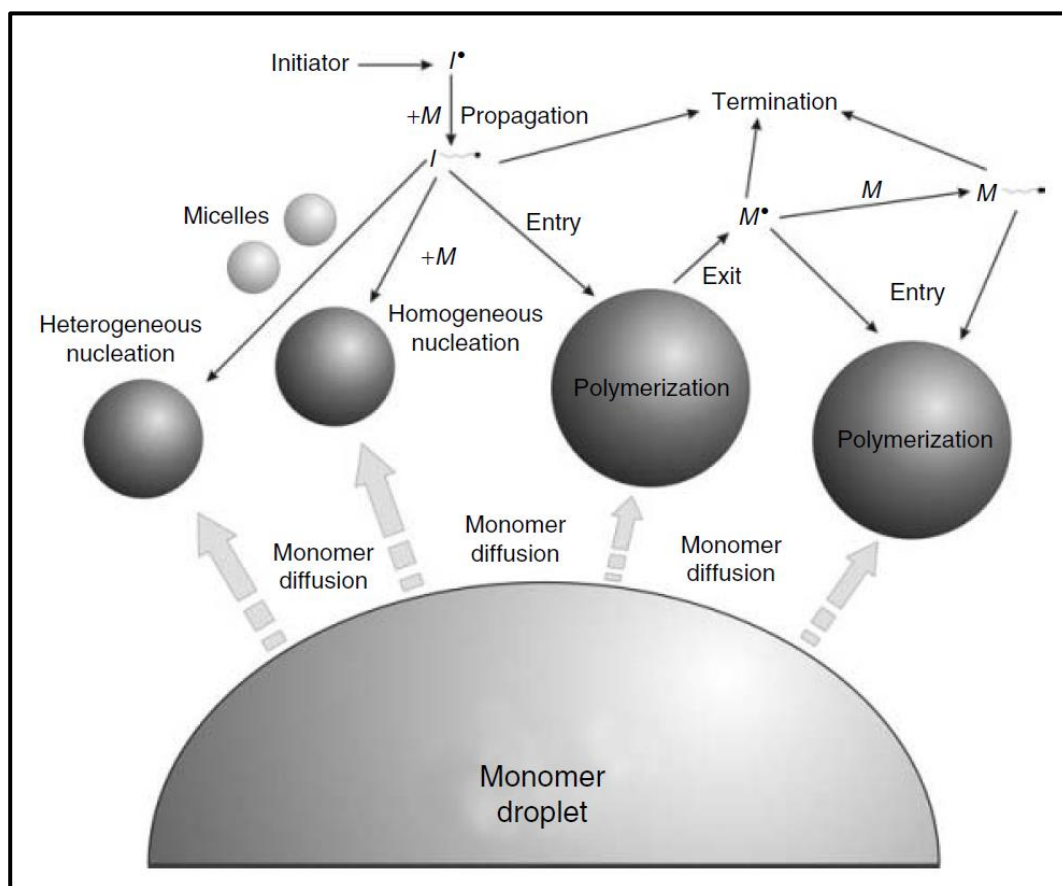 Initiator
I•
+M
Propagation
Termination
I
Micelles
Entry
M
M
M•
+M
Exit
Entry
Heterogeneous
nucleation
Homogeneous
nucleation
Polymerization
Polymerization
Monomer
diffusion
Monomer
diffusion
Monomer
diffusion
Monomer
droplet